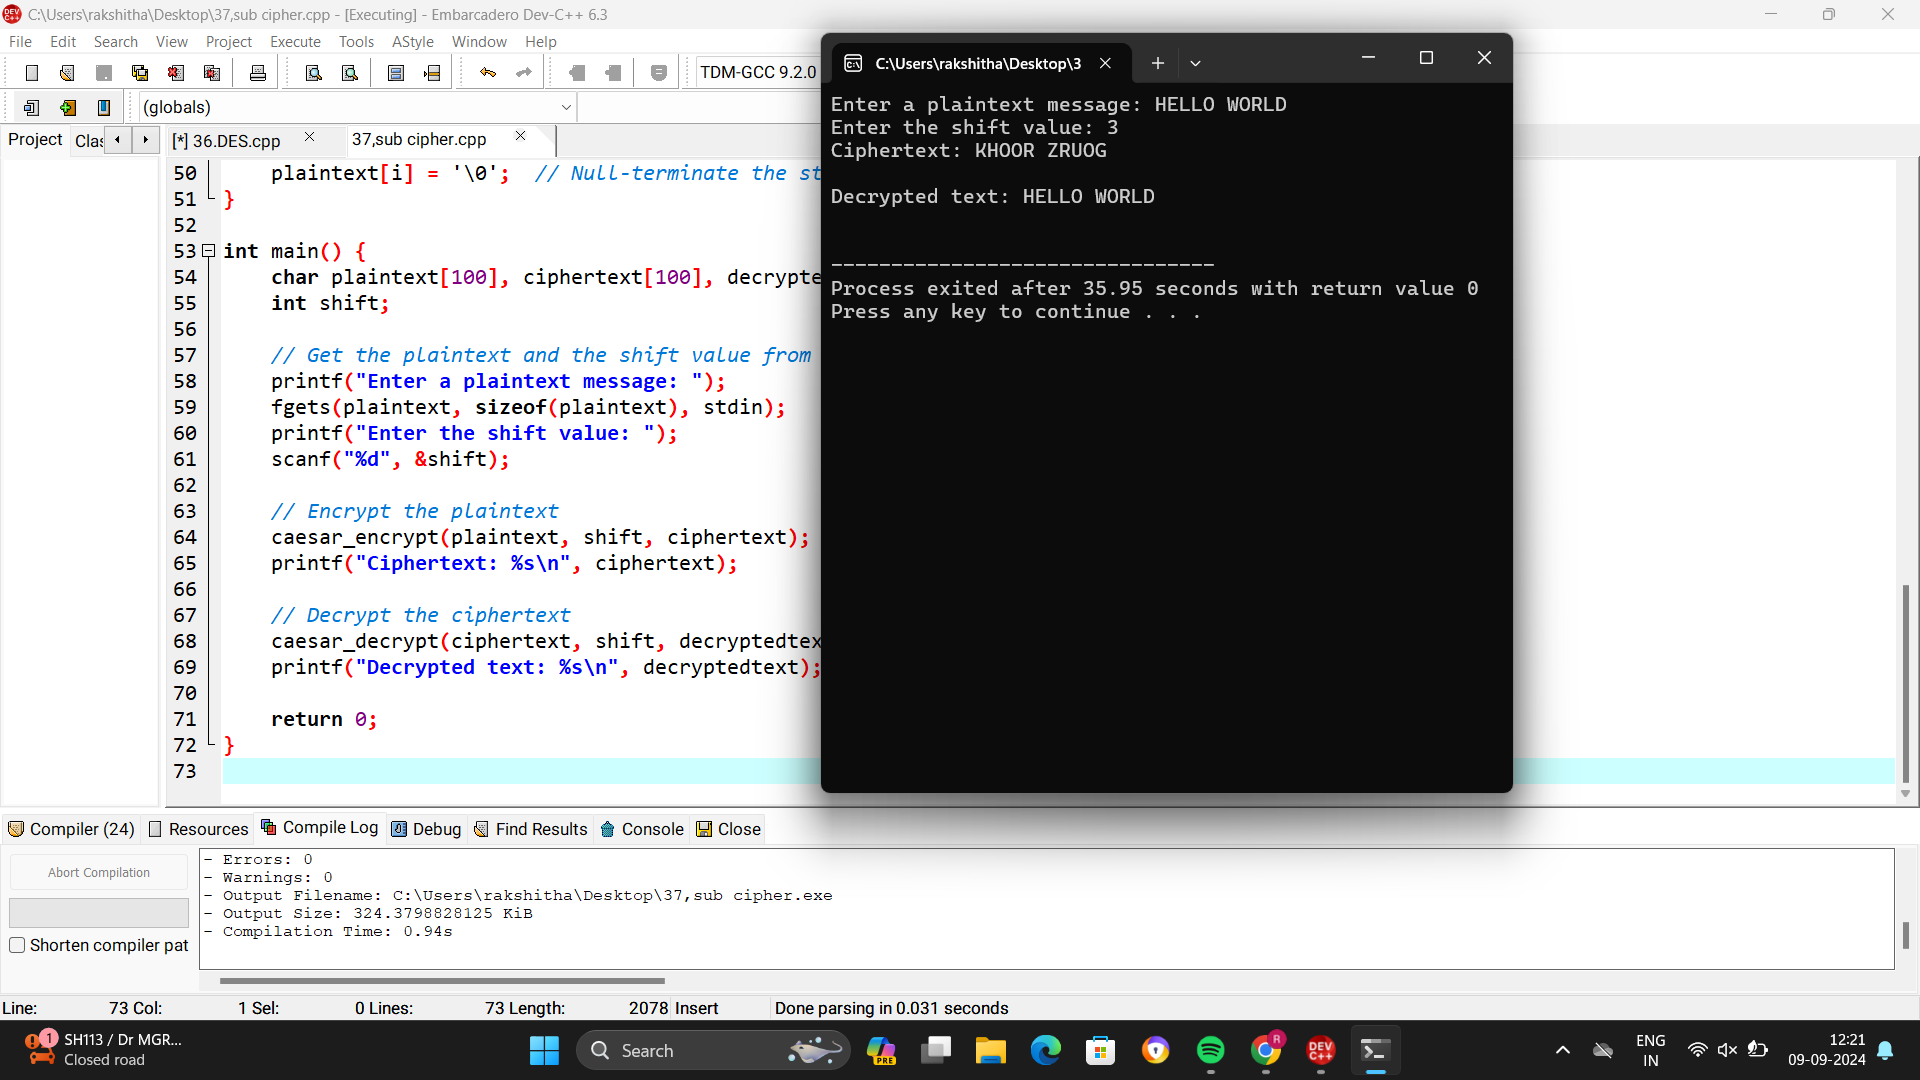 C:\Users\rakshitha\Desktop\37,sub cipher.cpp - [Executing] - Embarcadero Dev-C++ 6.3
File Edit Search View Project Execute Tools AStyle Window Help
TDM-GCC 9.2.0
(globals)
Project Clas
[*] 36.DES.cpp 37,sub cipher.cpp
50 plaintext[i] = '\0'; // Null-terminate the st
51 }
52
53 int main() {
54 char plaintext[100], ciphertext[100], decrypte
55 int shift;
56
57 // Get the plaintext and the shift value from
58 printf("Enter a plaintext message: ");
59 fgets(plaintext, sizeof(plaintext), stdin);
60 printf("Enter the shift value: ");
61 scanf("%d", &shift);
62
63 // Encrypt the plaintext
64 caesar_encrypt(plaintext, shift, ciphertext);
65 printf("Ciphertext: %s\n", ciphertext);
66
67 // Decrypt the ciphertext
68 caesar_decrypt(ciphertext, shift, decryptedtex
69 printf("Decrypted text: %s\n", decryptedtext);
70
71 return 0;
72 }
73
C:\Users\rakshitha\Desktop\3
Enter a plaintext message: HELLO WORLD
Enter the shift value: 3
Ciphertext: KHOOR ZRUOG
Decrypted text: HELLO WORLD
--------------------------------
Process exited after 35.95 seconds with return value 0
Press any key to continue . . .
Compiler (24) Resources Compile Log Debug Find Results Console Close
Abort Compilation
Shorten compiler pat
- Errors: 0
- Warnings: 0
- Output Filename: C:\Users\rakshitha\Desktop\37,sub cipher.exe
- Output Size: 324.3798828125 KiB
- Compilation Time: 0.94s
Line: 73 Col: 1 Sel: 0 Lines: 73 Length: 2078 Insert Done parsing in 0.031 seconds
1
SH113 / Dr MGR...
Closed road
Search
PRE
R
DEV
C++
ENG
IN
12:21
09-09-2024